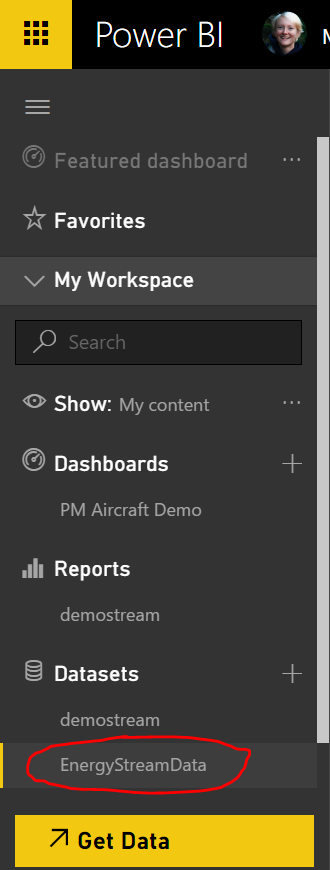 Power BI
Featured dashboard
Favorites
My Workspace
Search
Show: My content
Dashboards
PM Aircraft Demo
Reports
demostream
Datasets
demostream
EnergyStreamData
Get Data